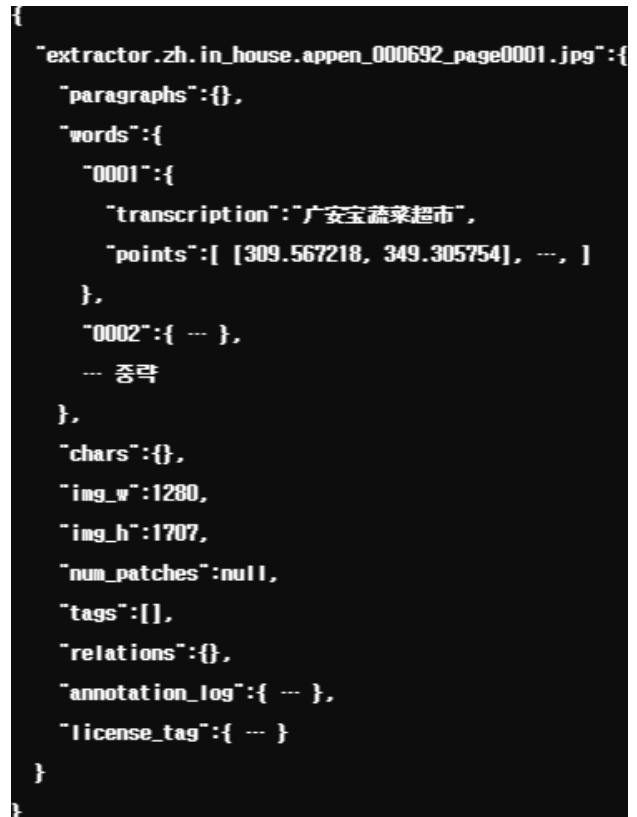 {
"extractor.zh.in_house.appen_000692_page0001.jpg":{
"paragraphs":{},
"words":{
"0001":{
"transcription":"广安宝蔬菜超市",
"points":[ [309.567218, 349.305754], …, ]
},
"0002":{ … },
… 중략
},
"chars":{},
"img_w":1280,
"img_h":1707,
"num_patches":null,
"tags":[],
"relations":{},
"annotation_log":{ … },
"license_tag":{ … }
}
}